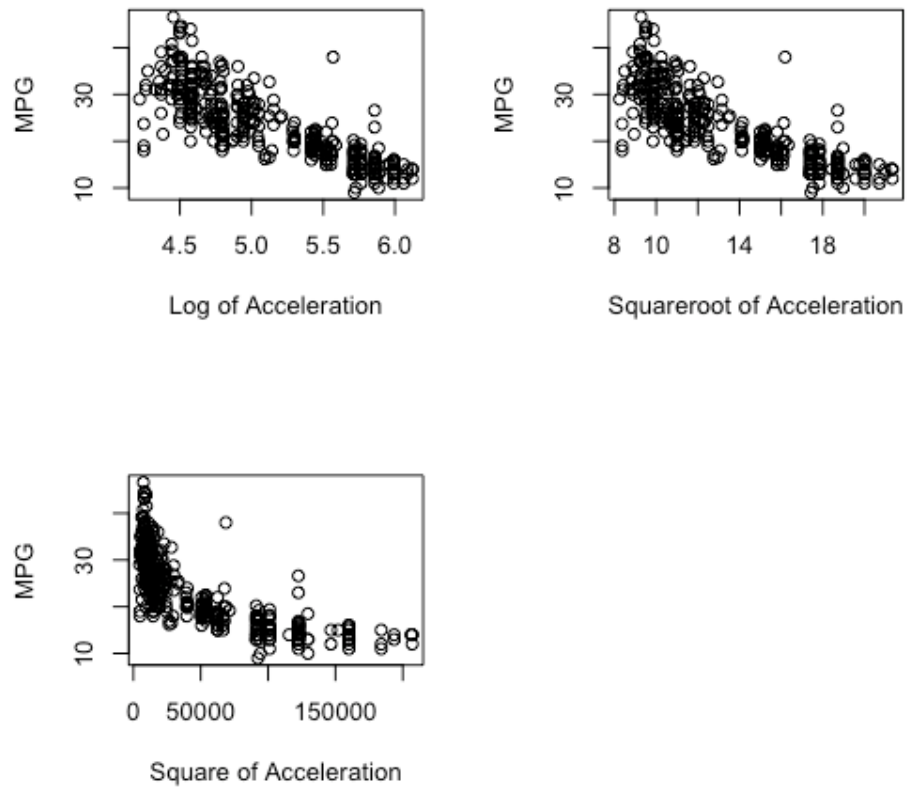 MPG
30
10
4.5 5.0 5.5 6.0
Log of Acceleration
MPG
30
10
8 10 14 18
Squareroot of Acceleration
MPG
30
10
0 50000 150000
Square of Acceleration